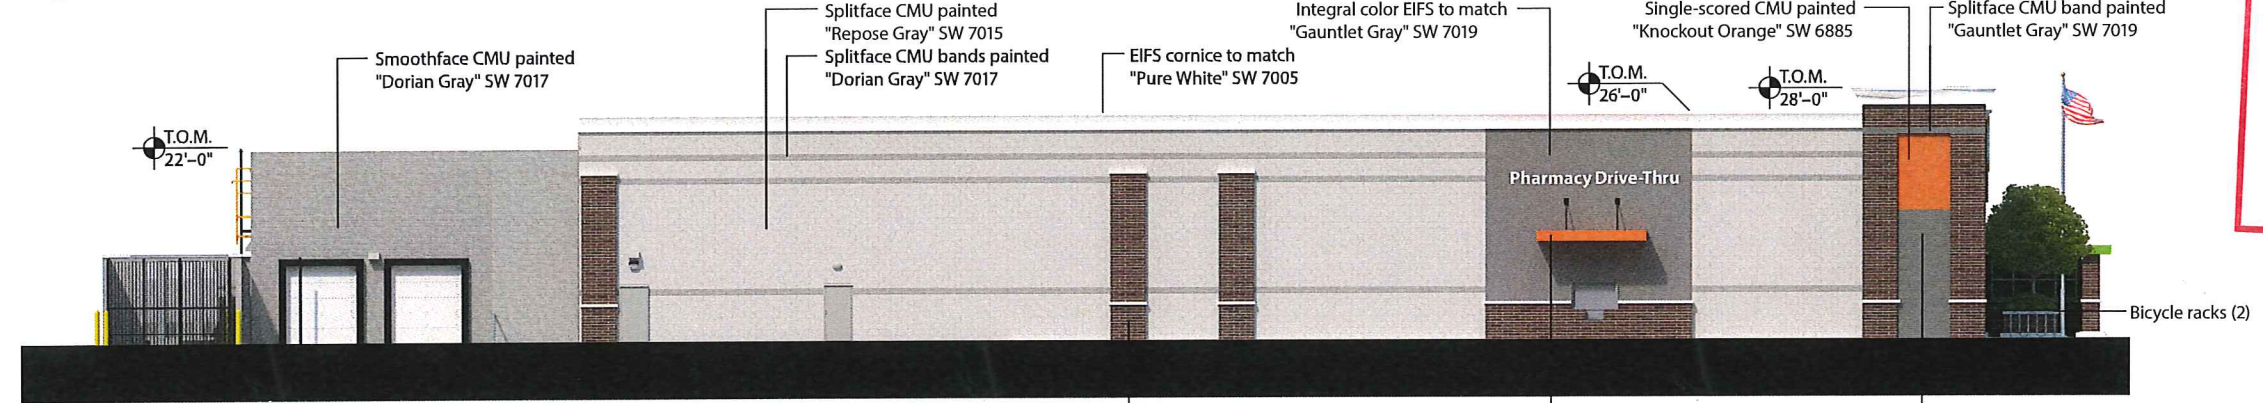 Splitface CMU painted
"Repose Gray" SW 7015
Splitface CMU bands painted
"Dorian Gray" SW 7017
Smoothface CMU painted
"Dorian Gray" SW 7017
EIFS cornice to match
"Pure White" SW 7005
Integral color EIFS to match
"Gauntlet Gray" SW 7019
Single-scored CMU painted
"Knockout Orange" SW 6885
Splitface CMU band painted
"Gauntlet Gray" SW 7019
T.O.M.
22'–0"
T.O.M.
26'–0"
T.O.M.
28'–0"
Pharmacy Drive-Thru
Bicycle racks (2)